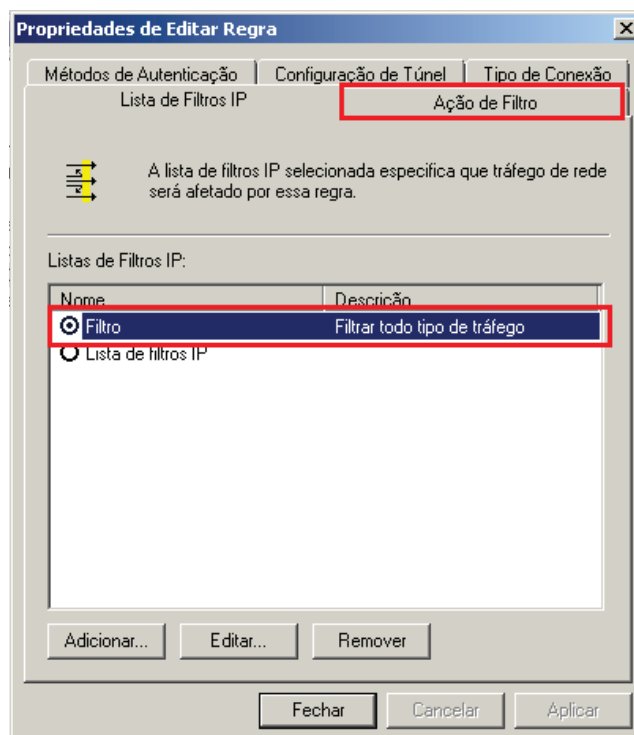 Propriedades de Editar Regra
Métodos de Autenticação Configuração de Túnel Tipo de Conexão
Lista de Filtros IP Ação de Filtro
A lista de filtros IP selecionada especifica que tráfego de rede
será afetado por essa regra.
Listas de Filtros IP:
Nome Descrição
Filtro Filtrar todo tipo de tráfego
Lista de filtros IP
Adicionar... Editar... Remover
Fechar Cancelar Aplicar